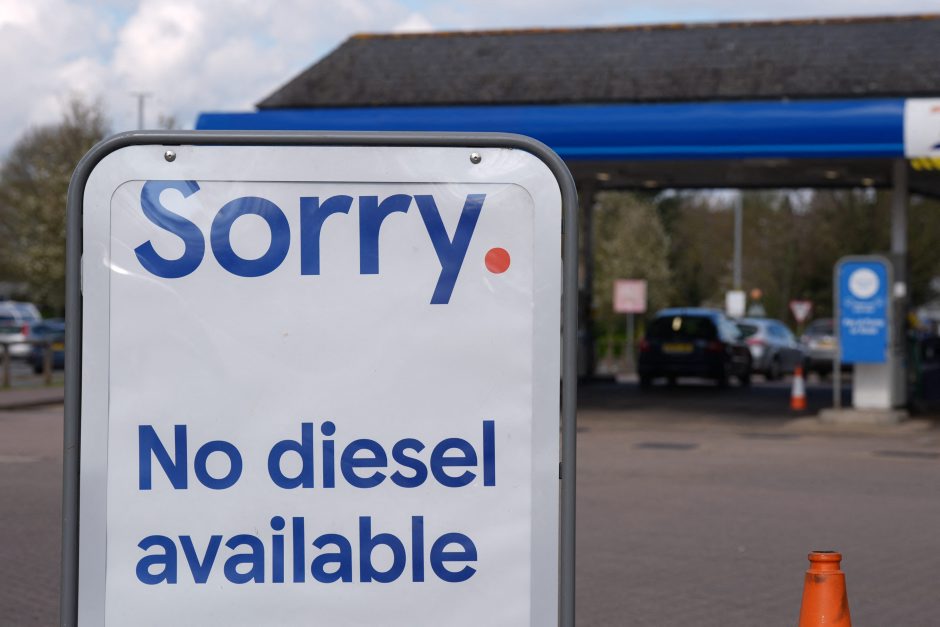 Sorry.
No diesel
available